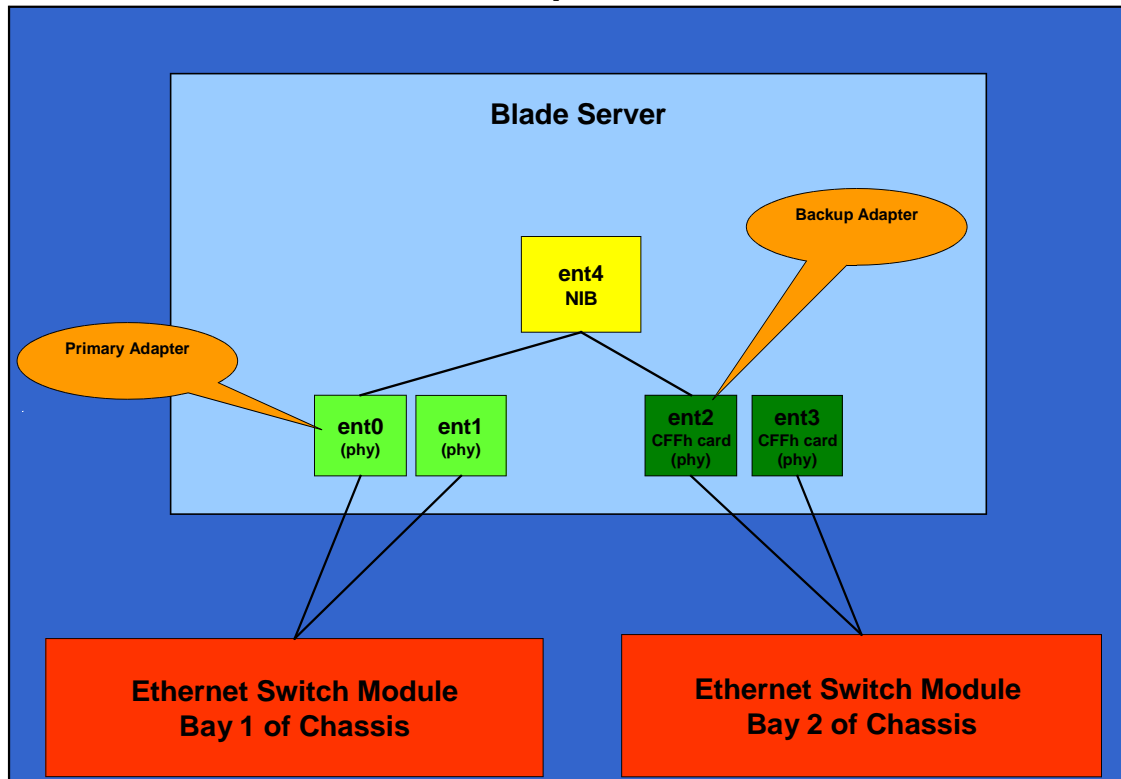 Blade Server
Backup Adapter
ent4
NIB
Primary Adapter
ent0
(phy)
ent1
(phy)
ent2
CFFh card
(phy)
ent3
CFFh card
(phy)
Ethernet Switch Module
Bay 1 of Chassis
Ethernet Switch Module
Bay 2 of Chassis